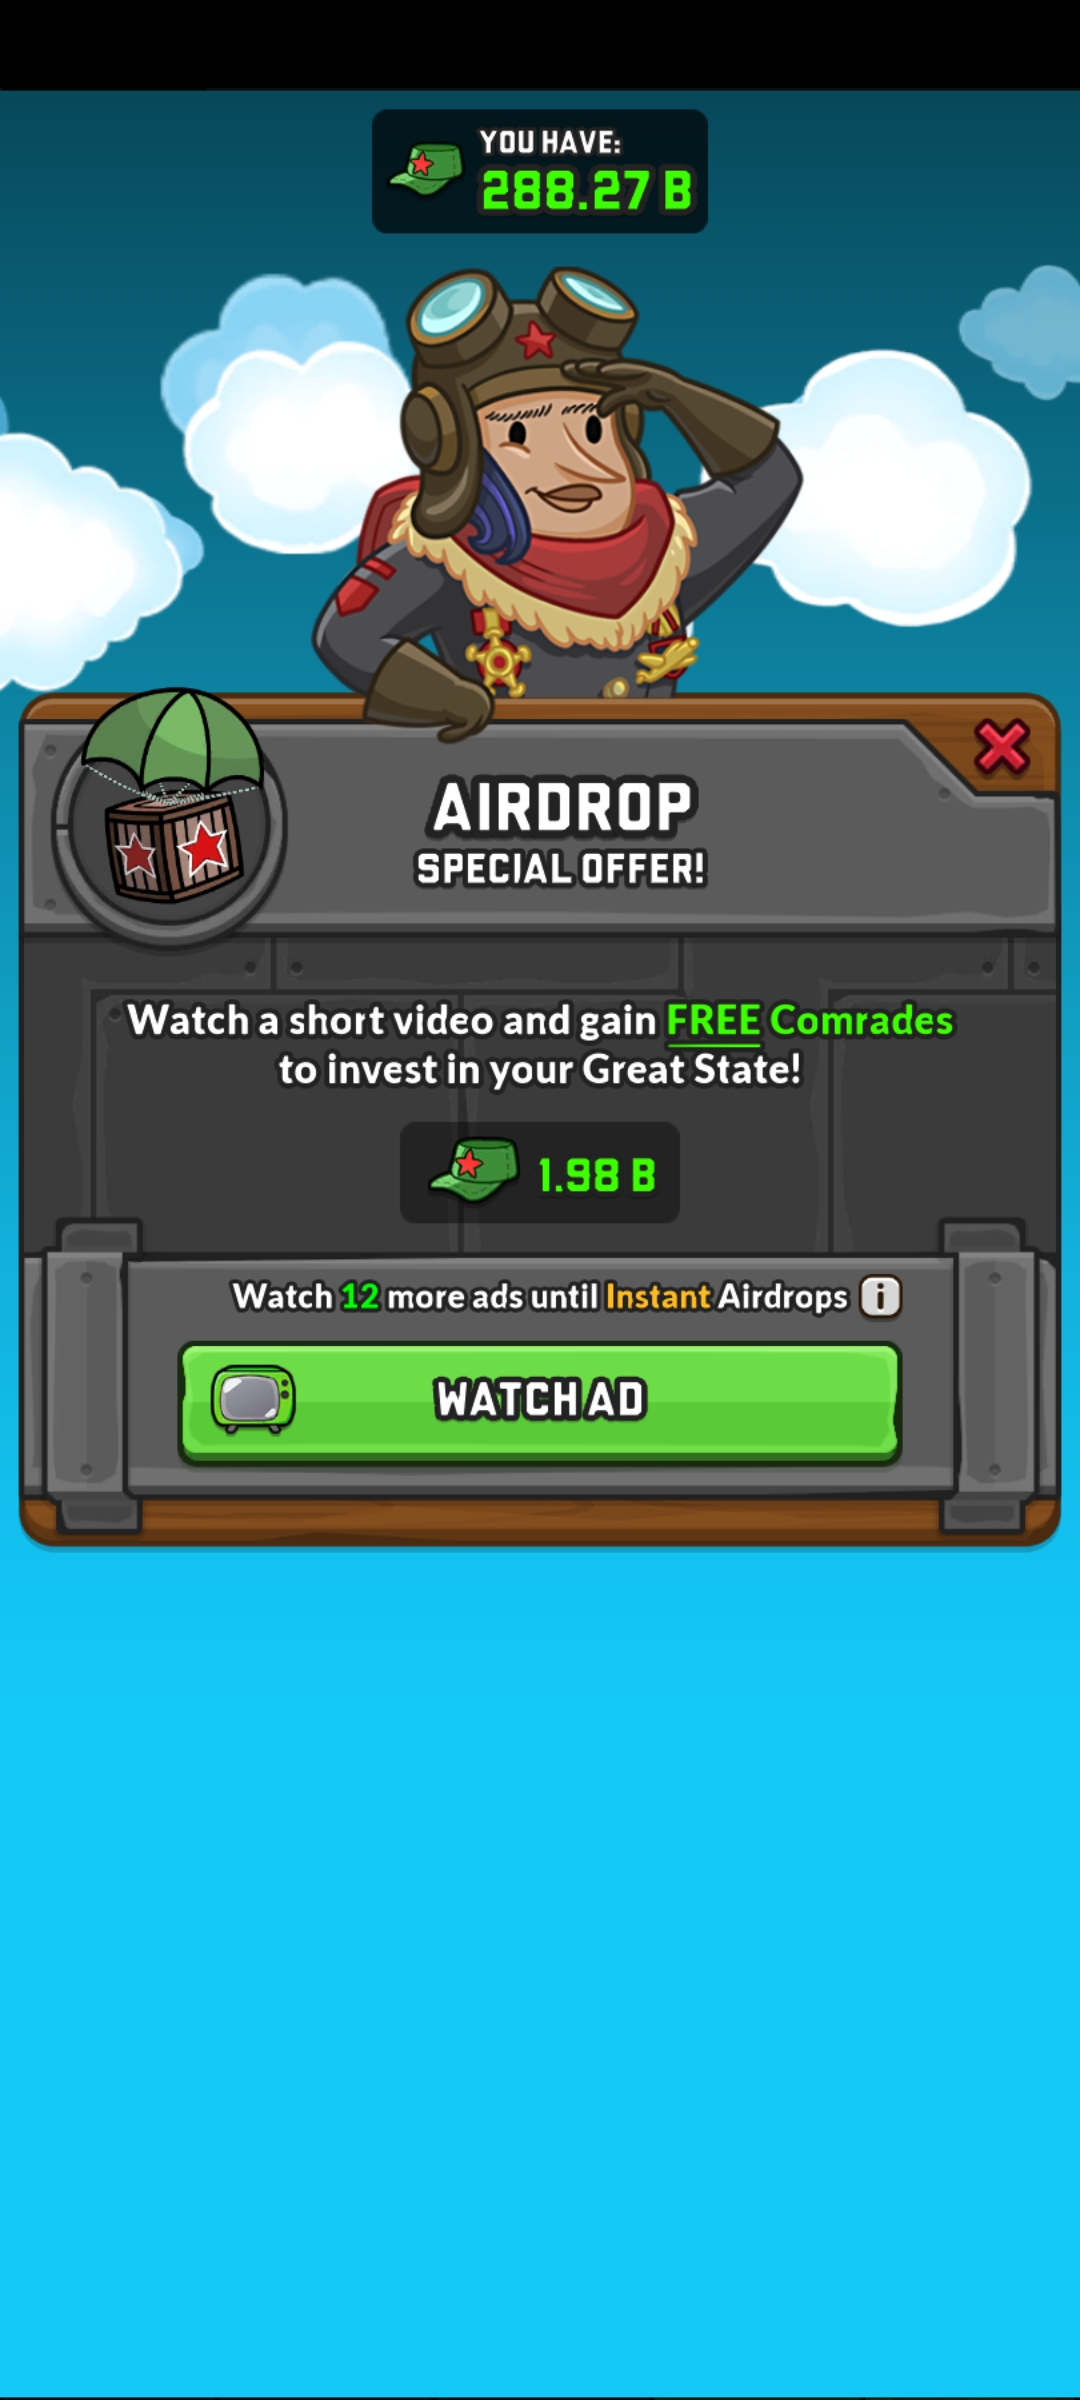 YOU HAVE:
288.27 B
AIRDROP
SPECIAL OFFER!
Watch a short video and gain FREE Comrades
to invest in your Great State!
1.98 B
Watch 12 more ads until Instant Airdrops i
WATCH AD